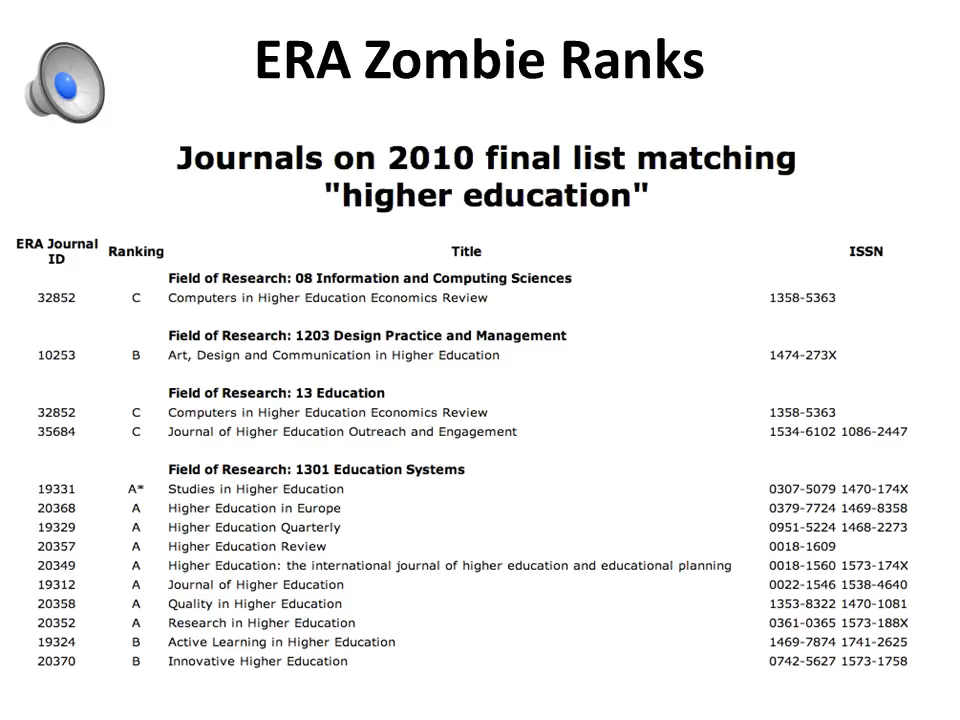 ERA Zombie Ranks
Journals on 2010 final list matching
"higher education"
ERA Journal ID Ranking Title ISSN
Field of Research: 08 Information and Computing Sciences
32852 C Computers in Higher Education Economics Review 1358-5363
Field of Research: 1203 Design Practice and Management
10253 B Art, Design and Communication in Higher Education 1474-273X
Field of Research: 13 Education
32852 C Computers in Higher Education Economics Review 1358-5363
35684 C Journal of Higher Education Outreach and Engagement 1534-6102 1086-2447
Field of Research: 1301 Education Systems
19331 A* Studies in Higher Education 0307-5079 1470-174X
20368 A Higher Education in Europe 0379-7724 1469-8358
19329 A Higher Education Quarterly 0951-5224 1468-2273
20357 A Higher Education Review 0018-1609
20349 A Higher Education: the international journal of higher education and educational planning 0018-1560 1573-174X
19312 A Journal of Higher Education 0022-1546 1538-4640
20358 A Quality in Higher Education 1353-8322 1470-1081
20352 A Research in Higher Education 0361-0365 1573-188X
19324 B Active Learning in Higher Education 1469-7874 1741-2625
20370 B Innovative Higher Education 0742-5627 1573-1758